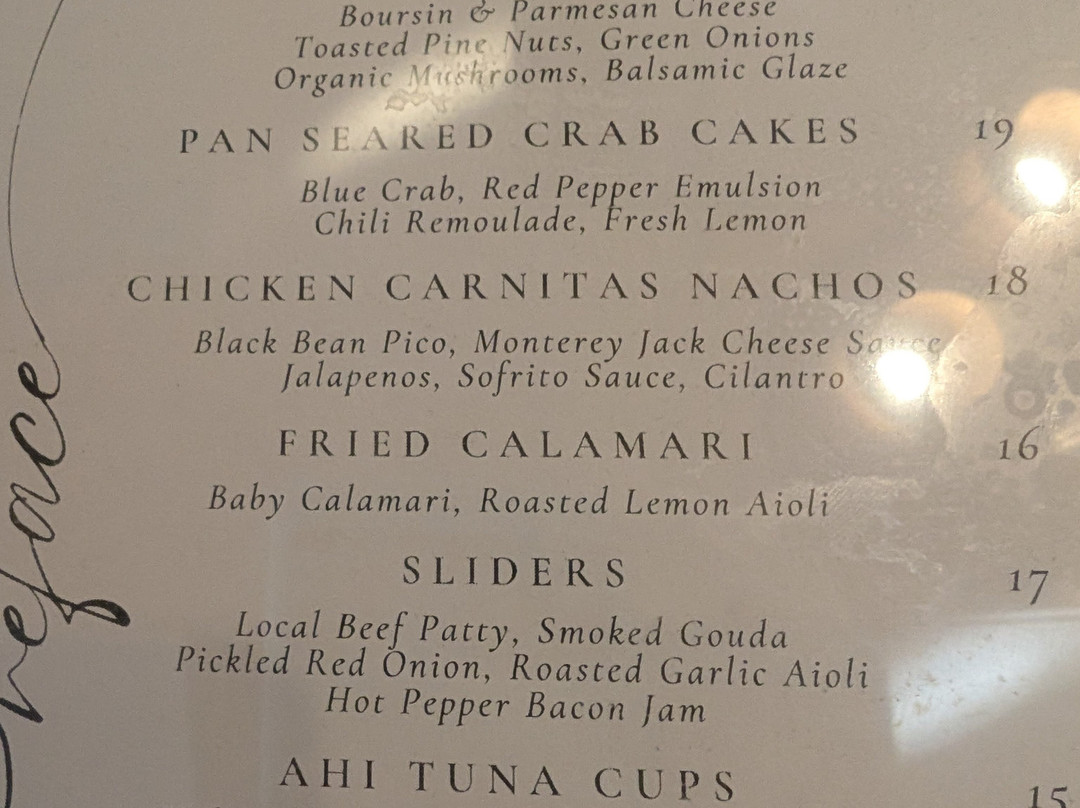 Boursin & Parmesan Cheese
Toasted Pine Nuts, Green Onions
Organic Mushrooms, Balsamic Glaze
PAN SEARED CRAB CAKES 19
Blue Crab, Red Pepper Emulsion
Chili Remoulade, Fresh Lemon
CHICKEN CARNITAS NACHOS 18
Black Bean Pico, Monterey Jack Cheese Sauce
Jalapenos, Sofrito Sauce, Cilantro
FRIED CALAMARI 16
Baby Calamari, Roasted Lemon Aioli
SLIDERS 17
Local Beef Patty, Smoked Gouda
Pickled Red Onion, Roasted Garlic Aioli
Hot Pepper Bacon Jam
AHI TUNA CUPS 15